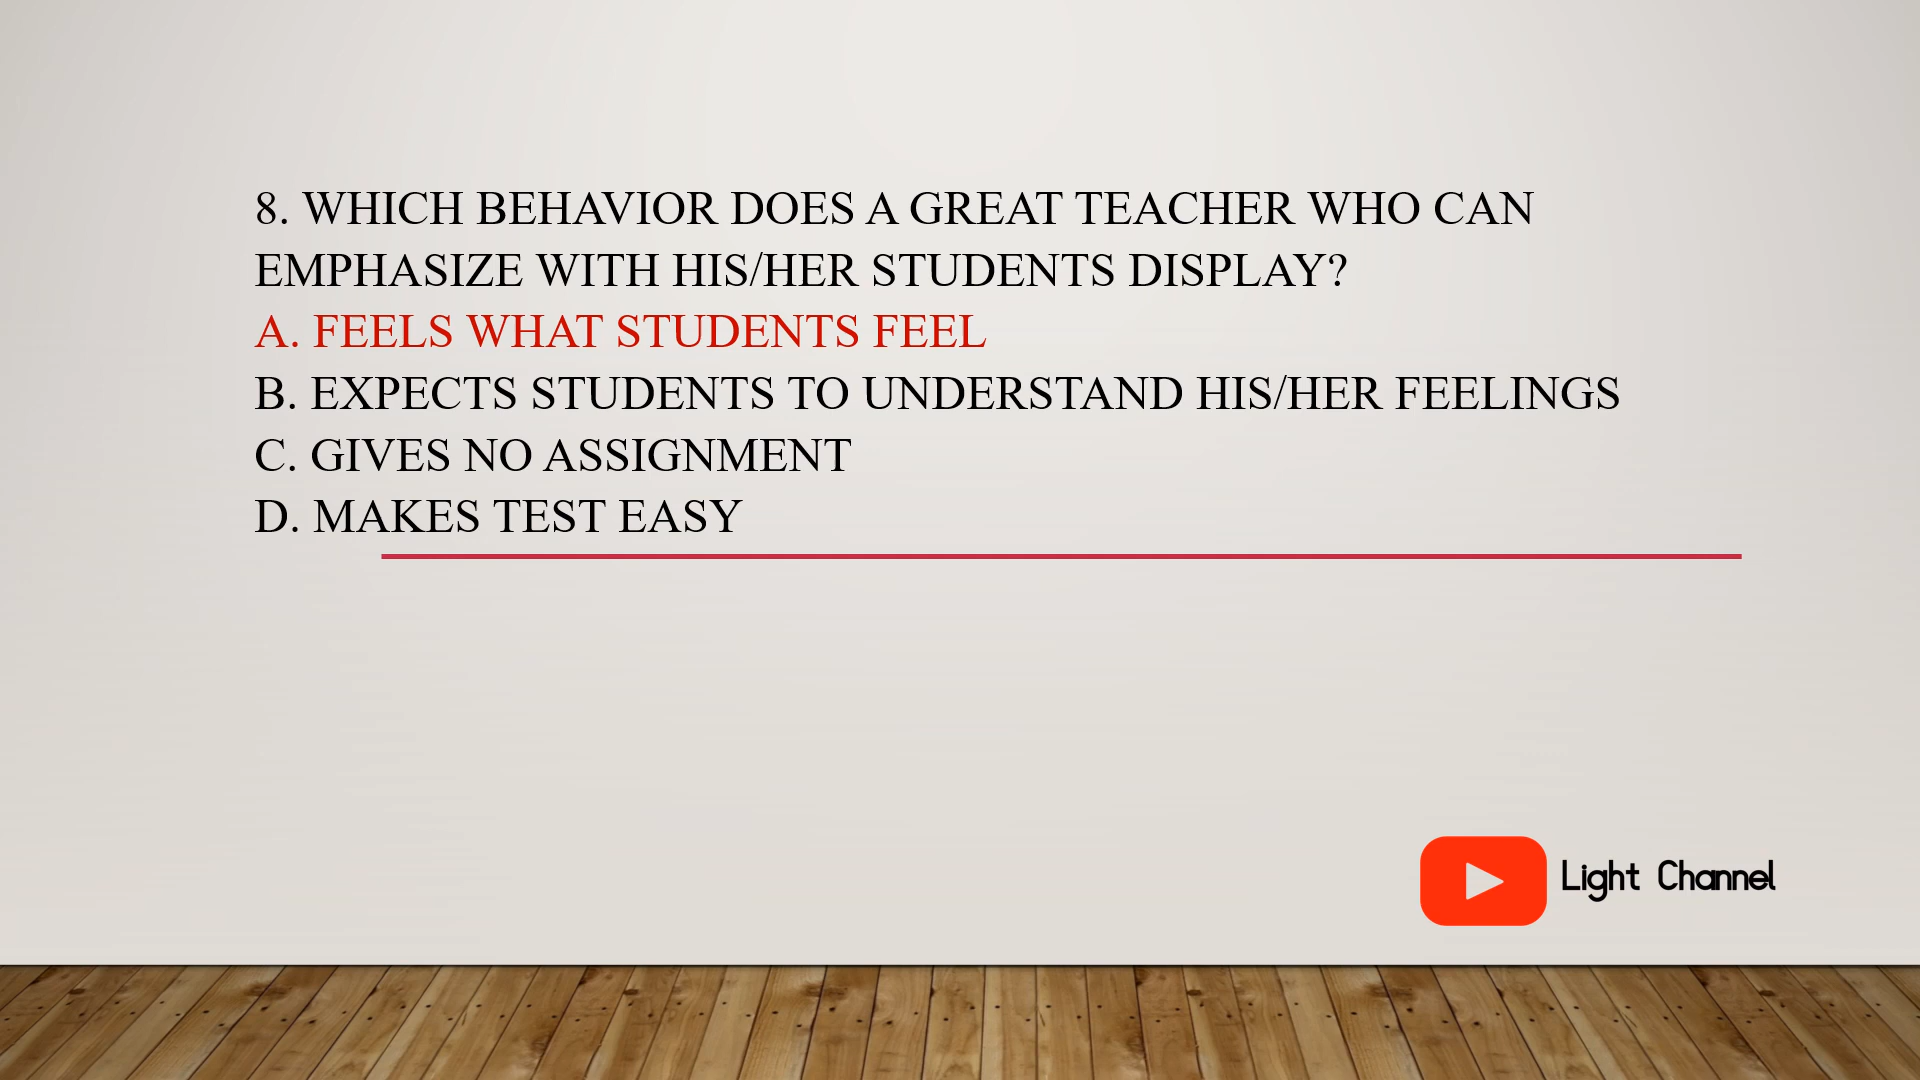 8. WHICH BEHAVIOR DOES A GREAT TEACHER WHO CAN
EMPHASIZE WITH HIS/HER STUDENTS DISPLAY?
A. FEELS WHAT STUDENTS FEEL
B. EXPECTS STUDENTS TO UNDERSTAND HIS/HER FEELINGS
C. GIVES NO ASSIGNMENT
D. MAKES TEST EASY
Light Channel